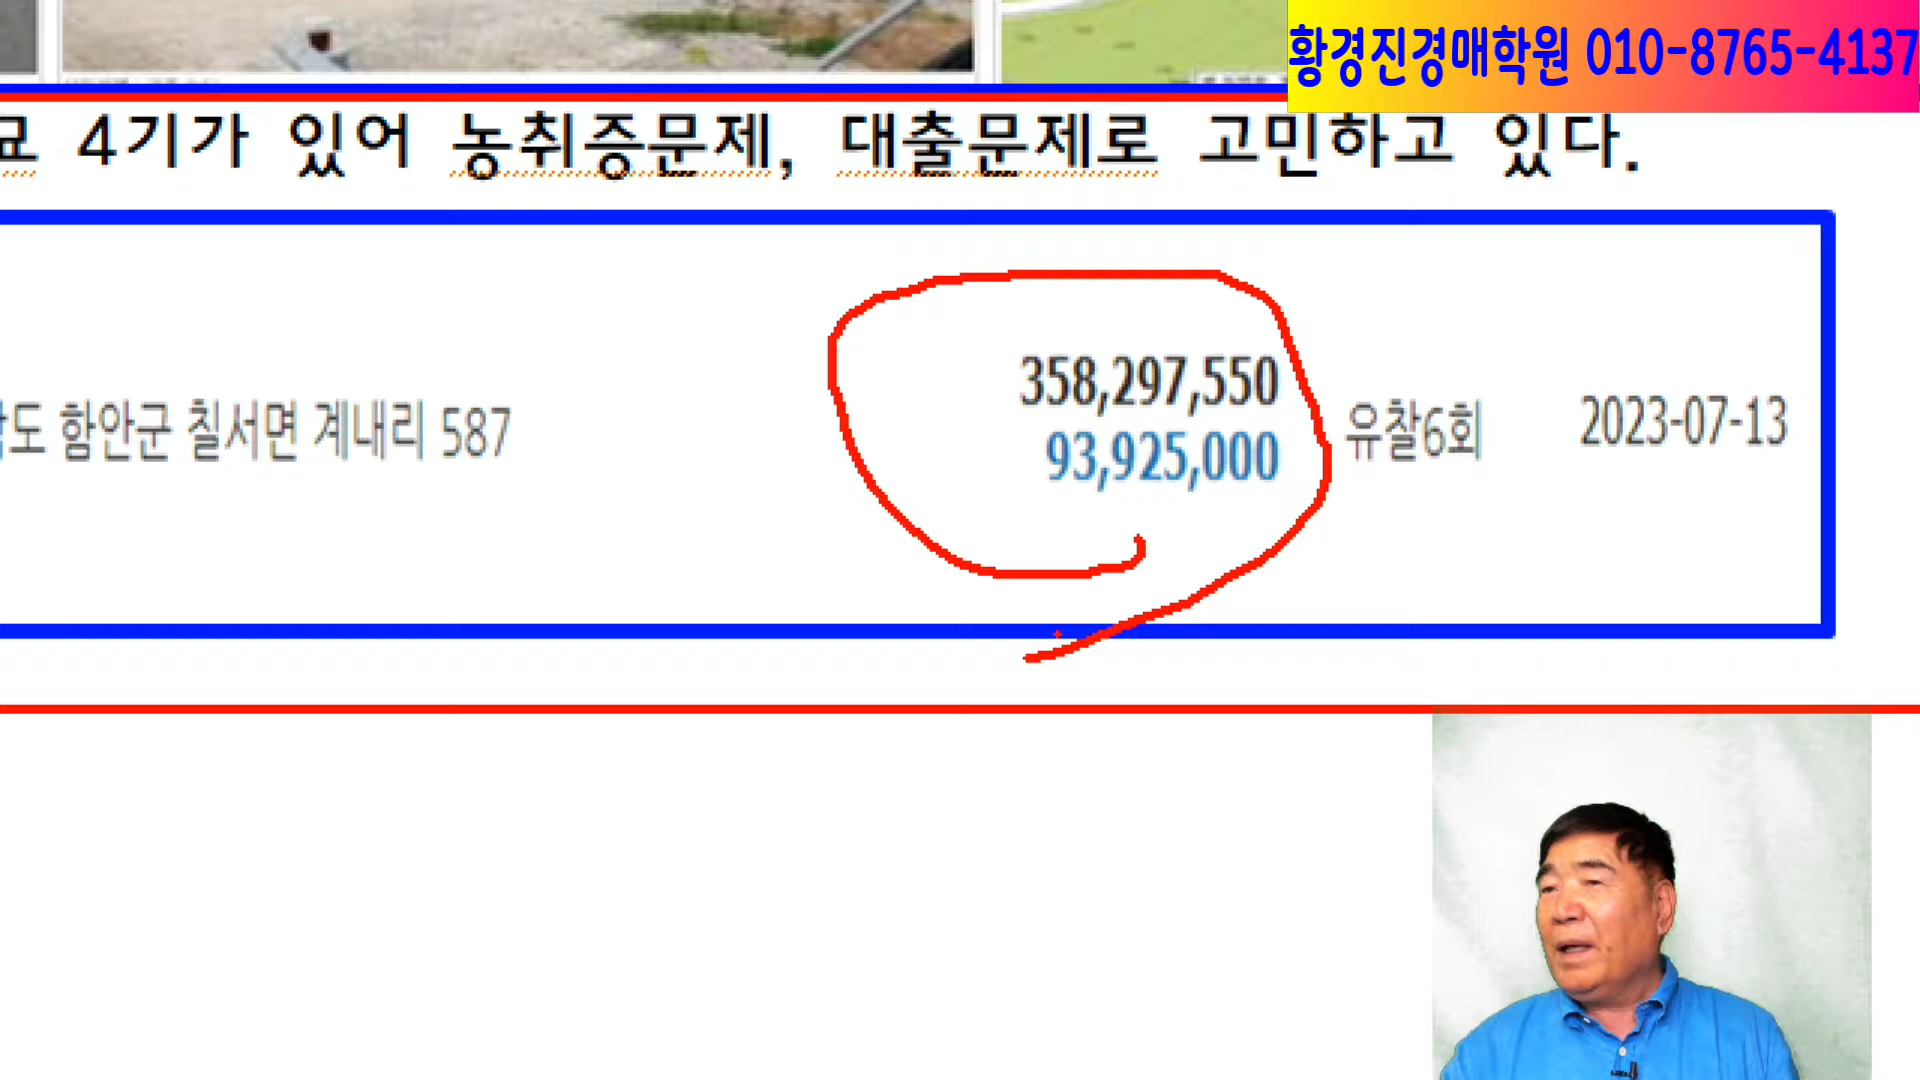 황경진경매학원 010-8765-4137
묘 4기가 있어 농취증문제, 대출문제로 고민하고 있다.
358,297,550
도 함안군 칠서면 계내리 587 유찰6회 2023-07-13
93,925,000